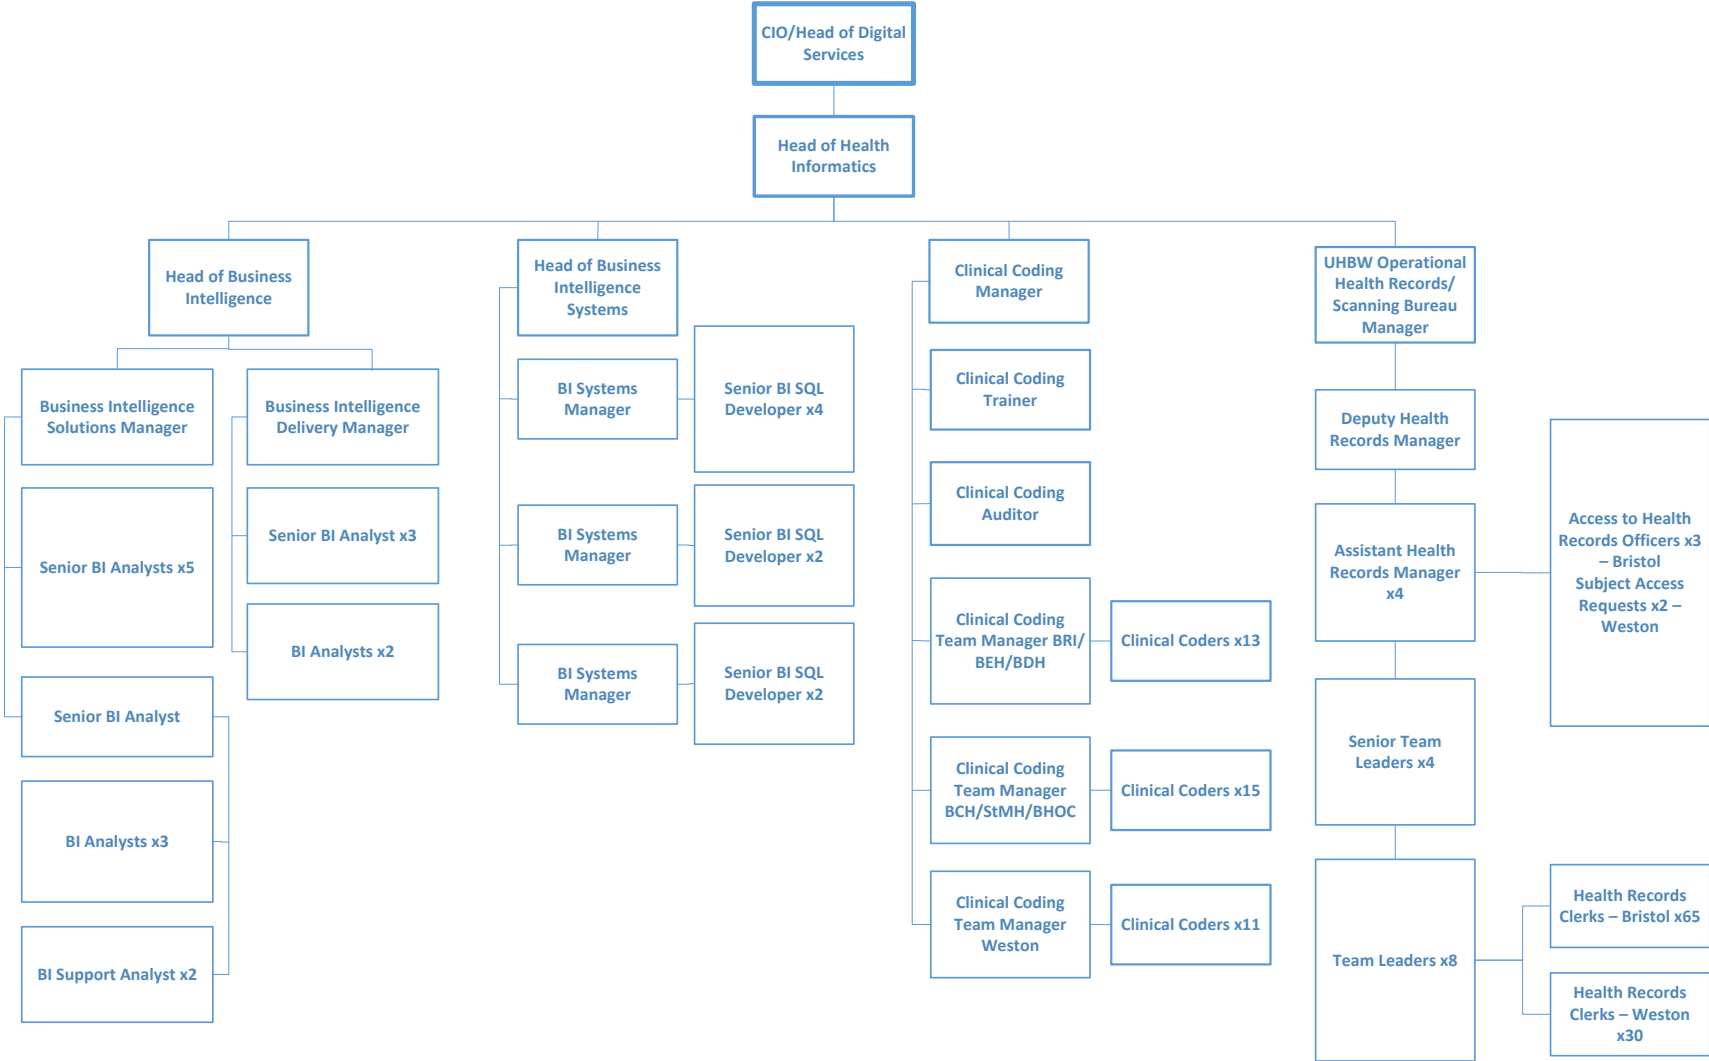 CIO/Head of Digital
Services
Head of Health
Informatics
Head of Business
Intelligence
Business Intelligence
Solutions Manager
Senior BI Analysts x5
Senior BI Analyst
BI Analysts x3
BI Support Analyst x2
Business Intelligence
Delivery Manager
Senior BI Analyst x3
BI Analysts x2
Head of Business
Intelligence
Systems
BI Systems
Manager
Senior BI SQL
Developer x4
BI Systems
Manager
Senior BI SQL
Developer x2
BI Systems
Manager
Senior BI SQL
Developer x2
Clinical Coding
Manager
Clinical Coding
Trainer
Clinical Coding
Auditor
Clinical Coding
Team Manager BRI/
BEH/BDH
Clinical Coders x13
Clinical Coding
Team Manager
BCH/StMH/BHOC
Clinical Coders x15
Clinical Coding
Team Manager
Weston
Clinical Coders x11
UHBW Operational
Health Records/
Scanning Bureau
Manager
Deputy Health
Records Manager
Assistant Health
Records Manager
x4
Access to Health
Records Officers x3
– Bristol
Subject Access
Requests x2 –
Weston
Senior Team
Leaders x4
Team Leaders x8
Health Records
Clerks – Bristol x65
Health Records
Clerks – Weston
x30